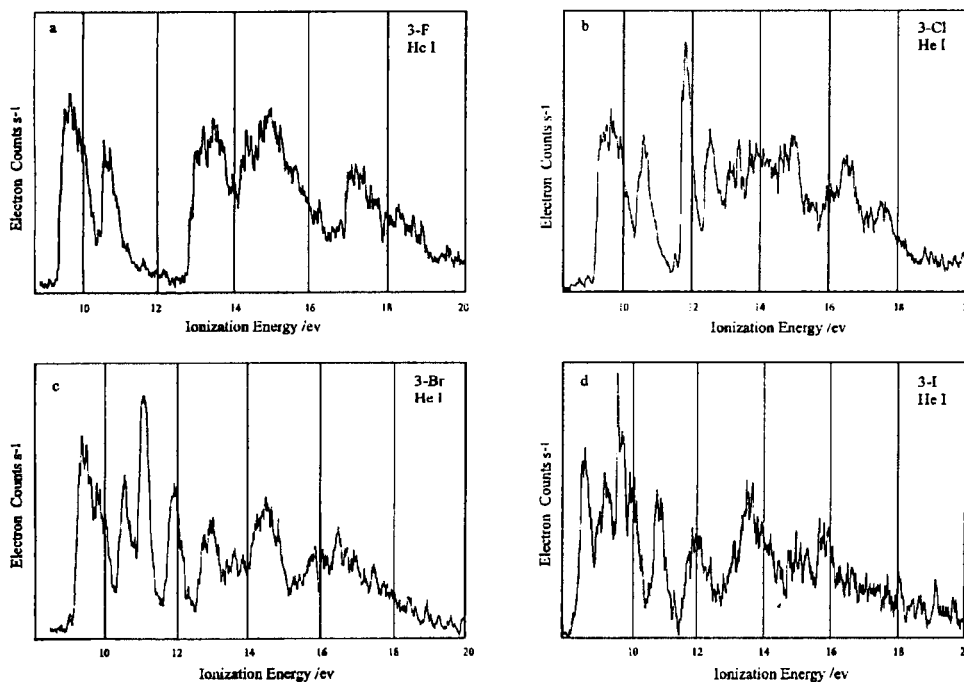 a
3-F
He I
Electron Counts s-1
10 12 14 16 18 20
Ionization Energy /ev
b
3-Cl
He I
Electron Counts s-1
10 12 14 16 18
Ionization Energy /ev
c
3-Br
He I
Electron Counts s-1
10 12 14 16 18 20
Ionization Energy /ev
d
3-I
He I
Electron Counts s-1
10 12 14 16 18
Ionization Energy /ev